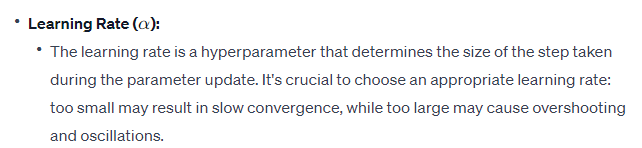 • Learning Rate (α):
• The learning rate is a hyperparameter that determines the size of the step taken
during the parameter update. It's crucial to choose an appropriate learning rate:
too small may result in slow convergence, while too large may cause overshooting
and oscillations.